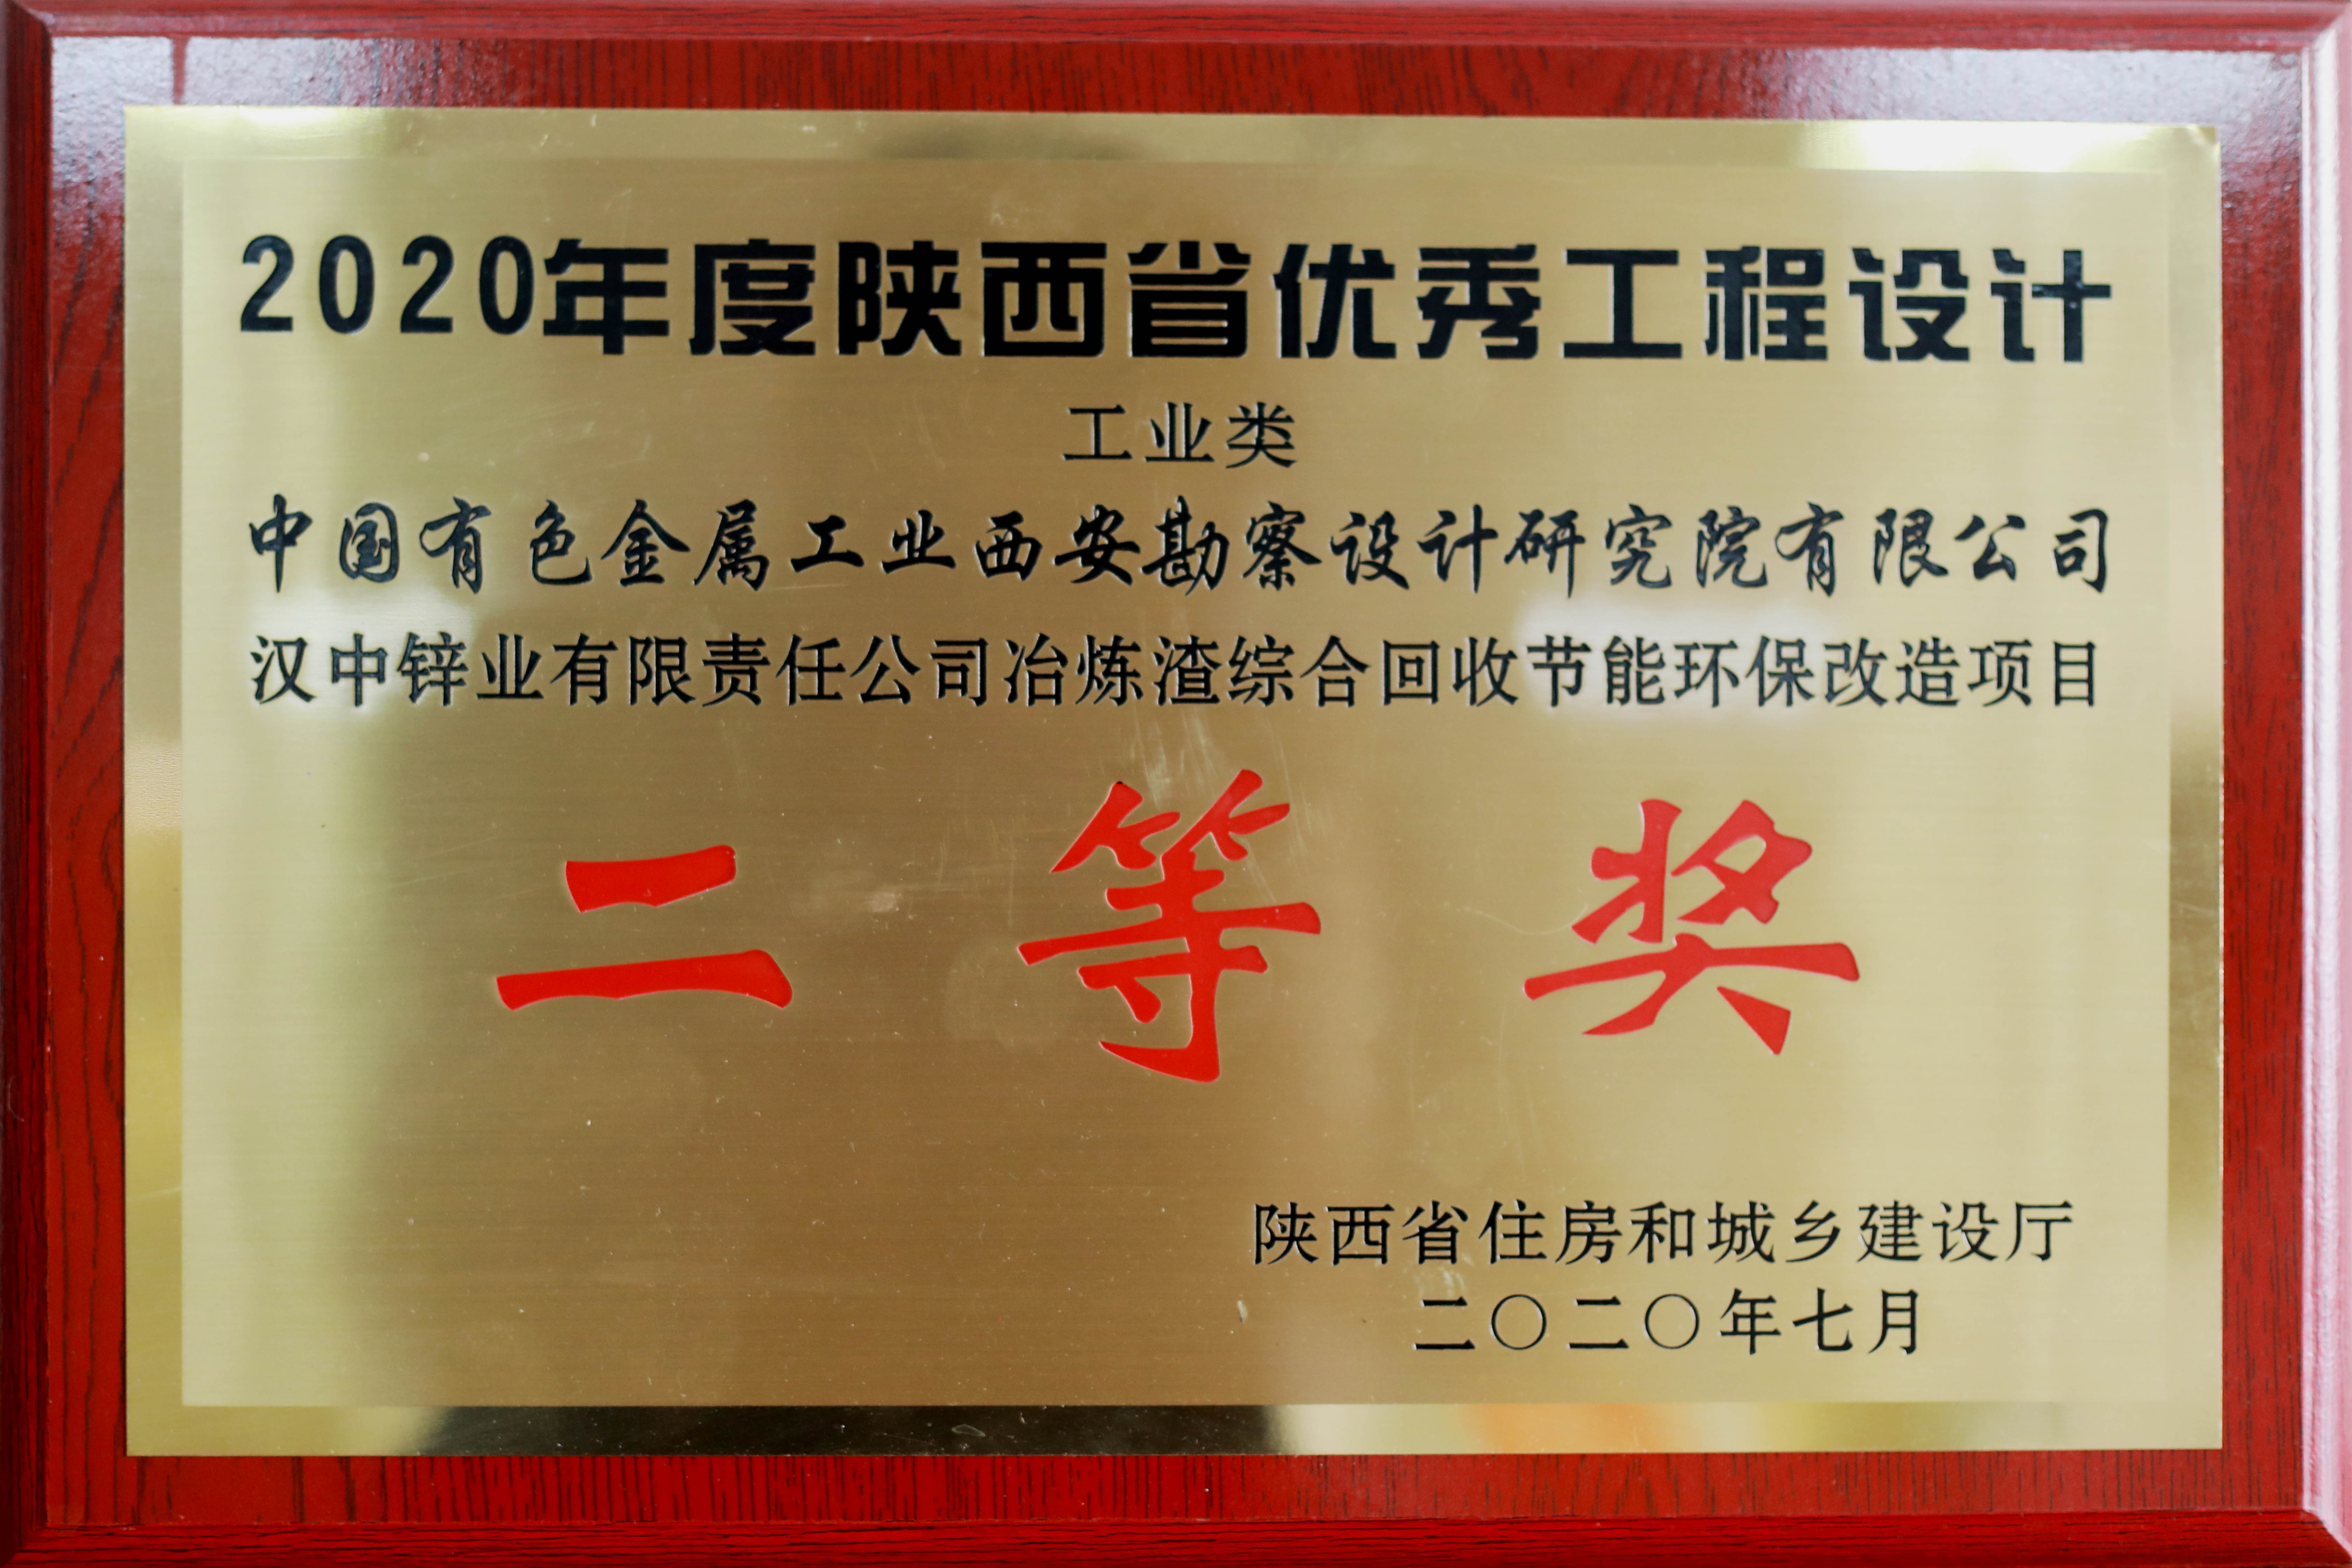 2020年度陕西省优秀工程设计
工业类
中国有色金属工业西安勘察设计研究院有限公司
汉中锌业有限责任公司冶炼渣综合回收节能环保改造项目
二等奖
陕西省住房和城乡建设厅
二〇二〇年七月